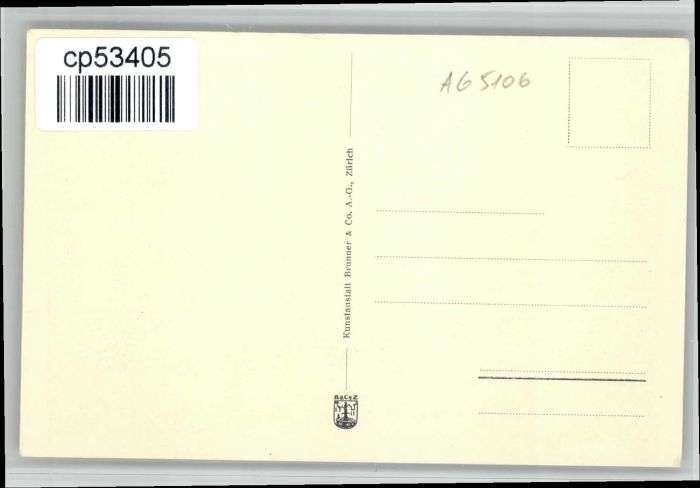 cp53405
AG 5106
Kunstanstalt Brunner & Co. A.-G., Zürich
B & C o Z